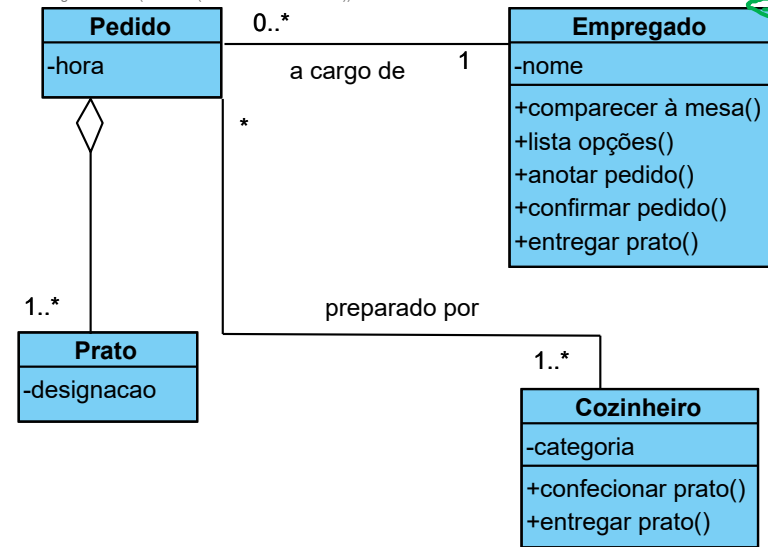 Pedido
-hora
0..*
a cargo de
1
Empregado
-nome
+comparecer à mesa()
+lista opções()
+anotar pedido()
+confirmar pedido()
+entregar prato()
*
1..*
preparado por
Prato
-designacao
1..*
Cozinheiro
-categoria
+confecionar prato()
+entregar prato()